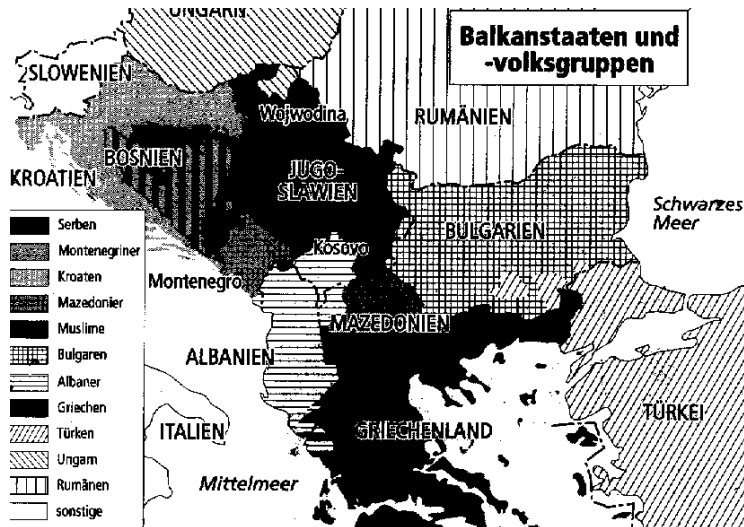 UNGARN
Balkanstaaten und
-volksgruppen
SLOWENIEN
Wojwodina
RUMÄNIEN
BOSNIEN
KROATIEN
JUGO-
SLAWIEN
Schwarzes
Meer
BULGARIEN
Kosovo
Montenegro
MAZEDONIEN
ALBANIEN
ITALIEN
GRIECHENLAND
TÜRKEI
Mittelmeer
Serben
Montenegriner
Kroaten
Mazedonier
Muslime
Bulgaren
Albaner
Griechen
Türken
Ungarn
Rumänen
sonstige